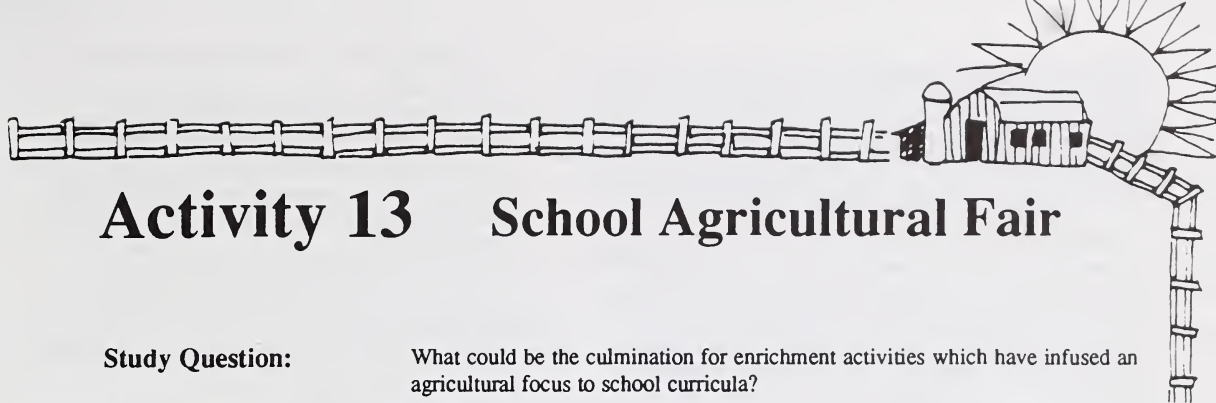 Activity 13 School Agricultural Fair
Study Question: What could be the culmination for enrichment activities which have infused an
agricultural focus to school curricula?